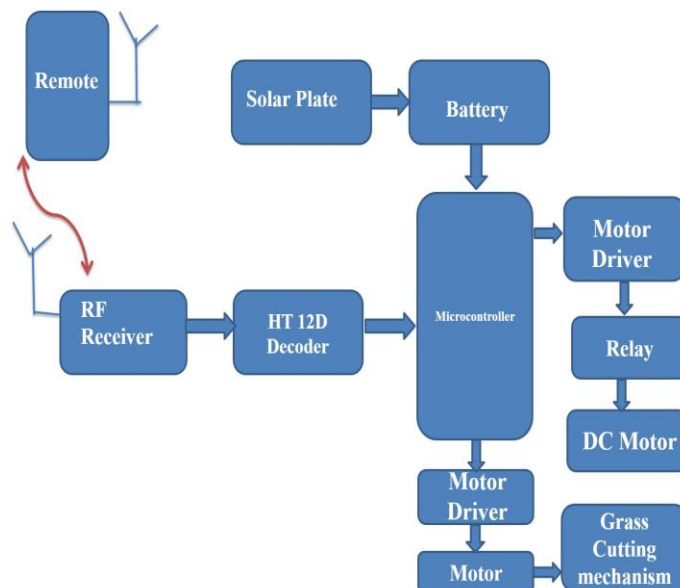 Remote
Solar Plate
Battery
Motor
Driver
RF
Receiver
HT 12D
Decoder
Microcontroller
Relay
DC Motor
Motor
Driver
Grass
Cutting
mechanism
Motor